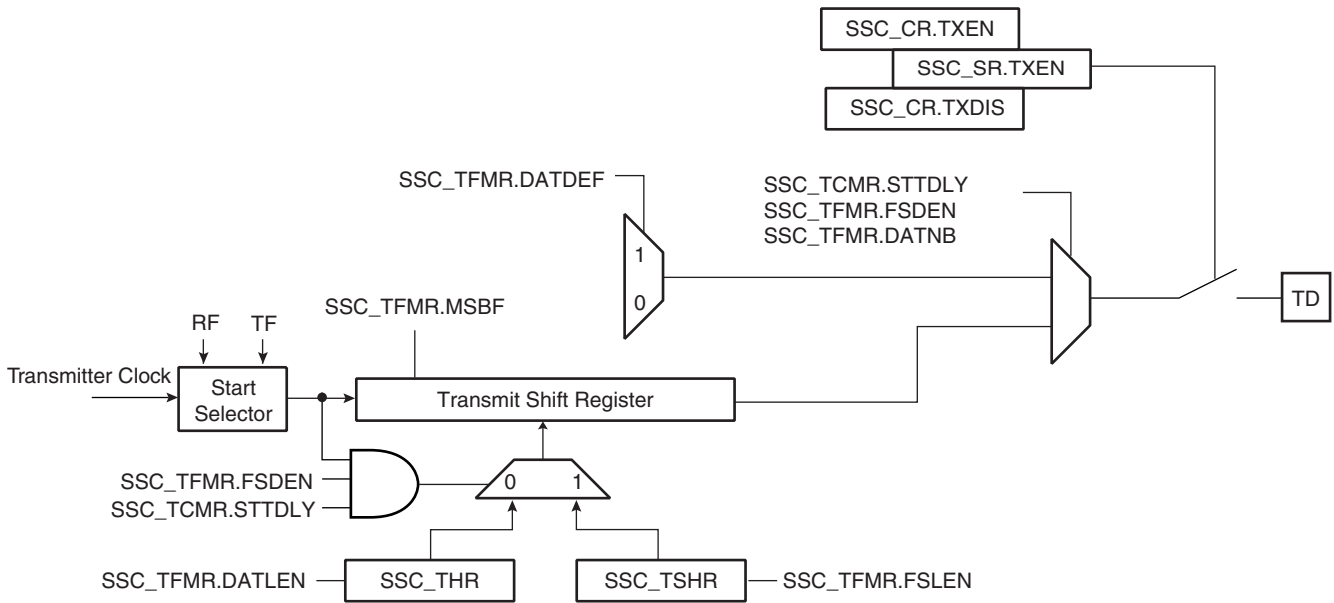 SSC_CR.TXEN
SSC_SR.TXEN
SSC_CR.TXDIS
SSC_TFMR.DATDEF
SSC_TCMR.STTDLY
SSC_TFMR.FSDEN
SSC_TFMR.DATNB
1
0
TD
SSC_TFMR.MSBF
RF
TF
Transmitter Clock
Start
Selector
Transmit Shift Register
SSC_TFMR.FSDEN
SSC_TCMR.STTDLY
0
1
SSC_TFMR.DATLEN
SSC_THR
SSC_TSHR
SSC_TFMR.FSLEN